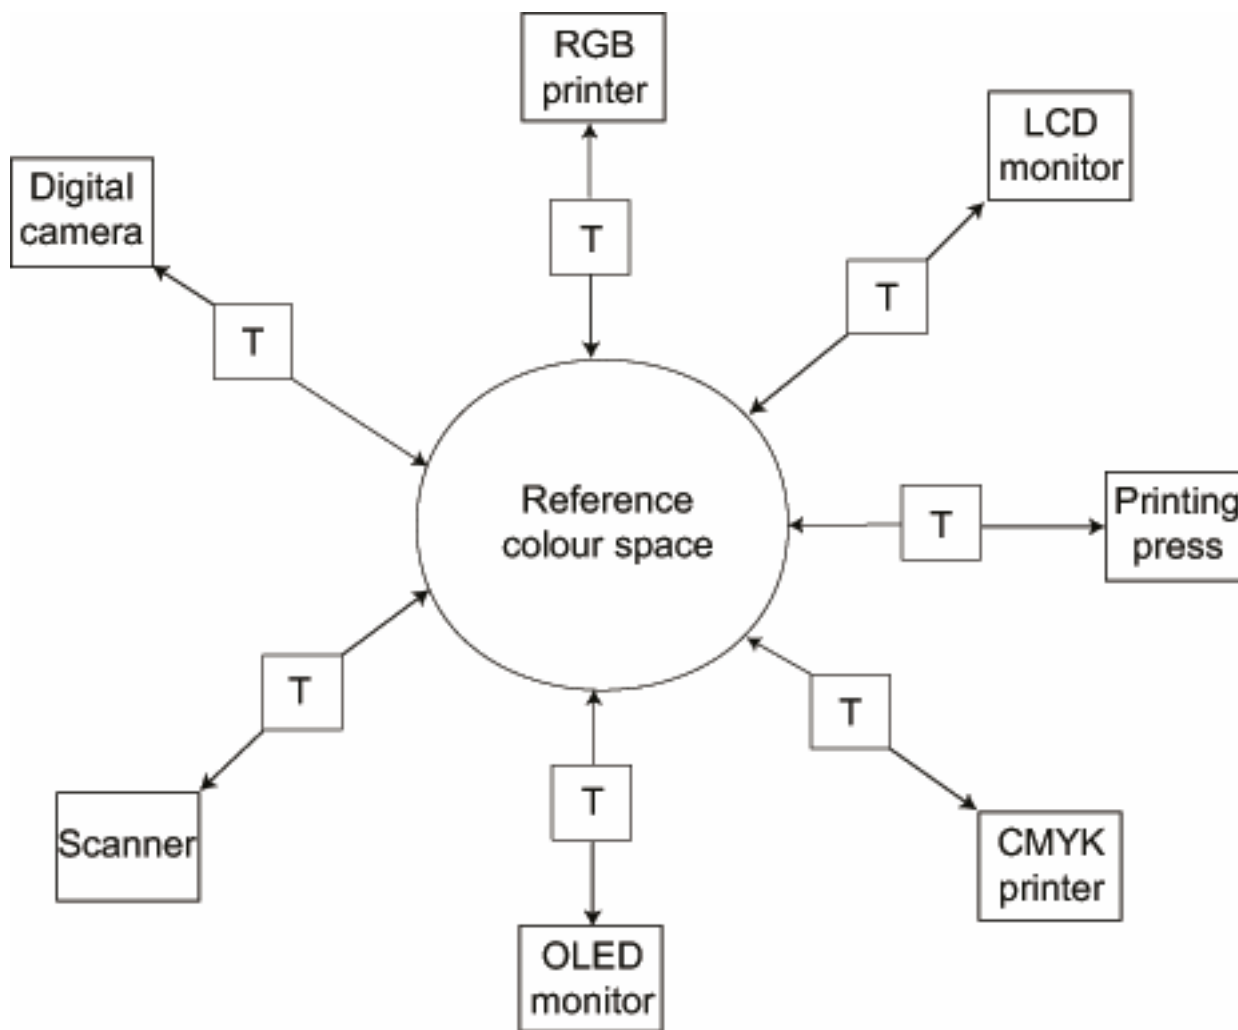 RGB
printer
LCD
monitor
Digital
camera
T
T
T
Reference
colour space
T
Printing
press
T
T
T
Scanner
CMYK
printer
OLED
monitor